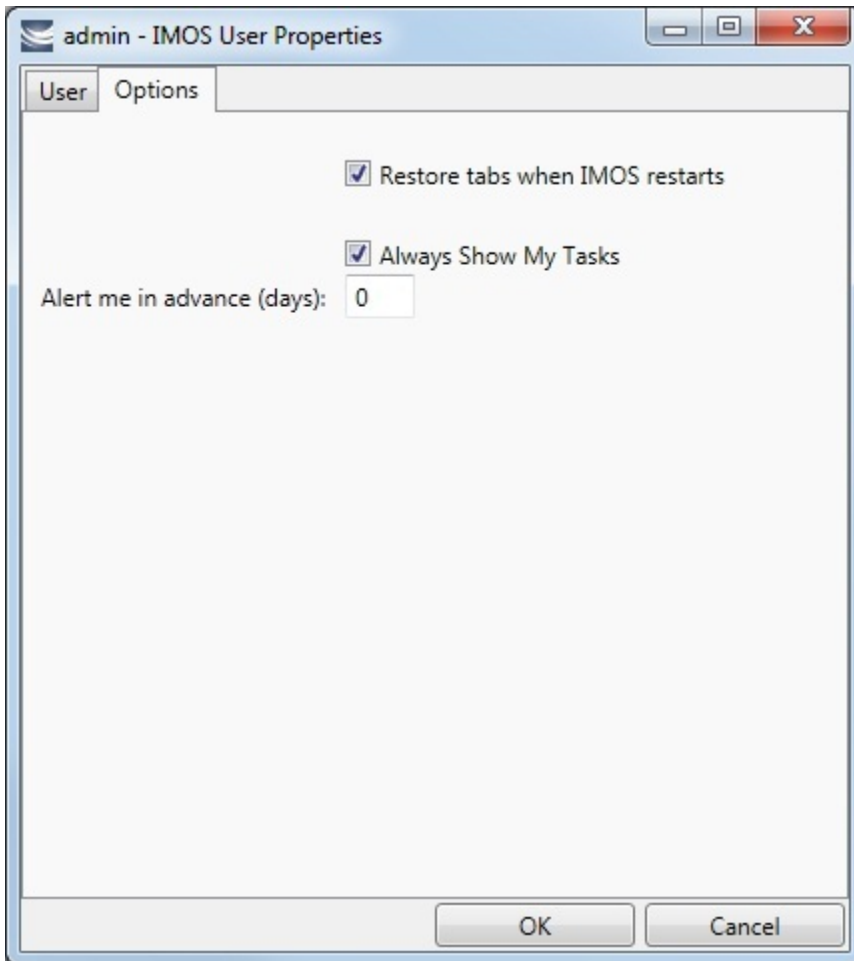 admin - IMOS User Properties
User Options
Restore tabs when IMOS restarts
Always Show My Tasks
Alert me in advance (days): 0
OK Cancel